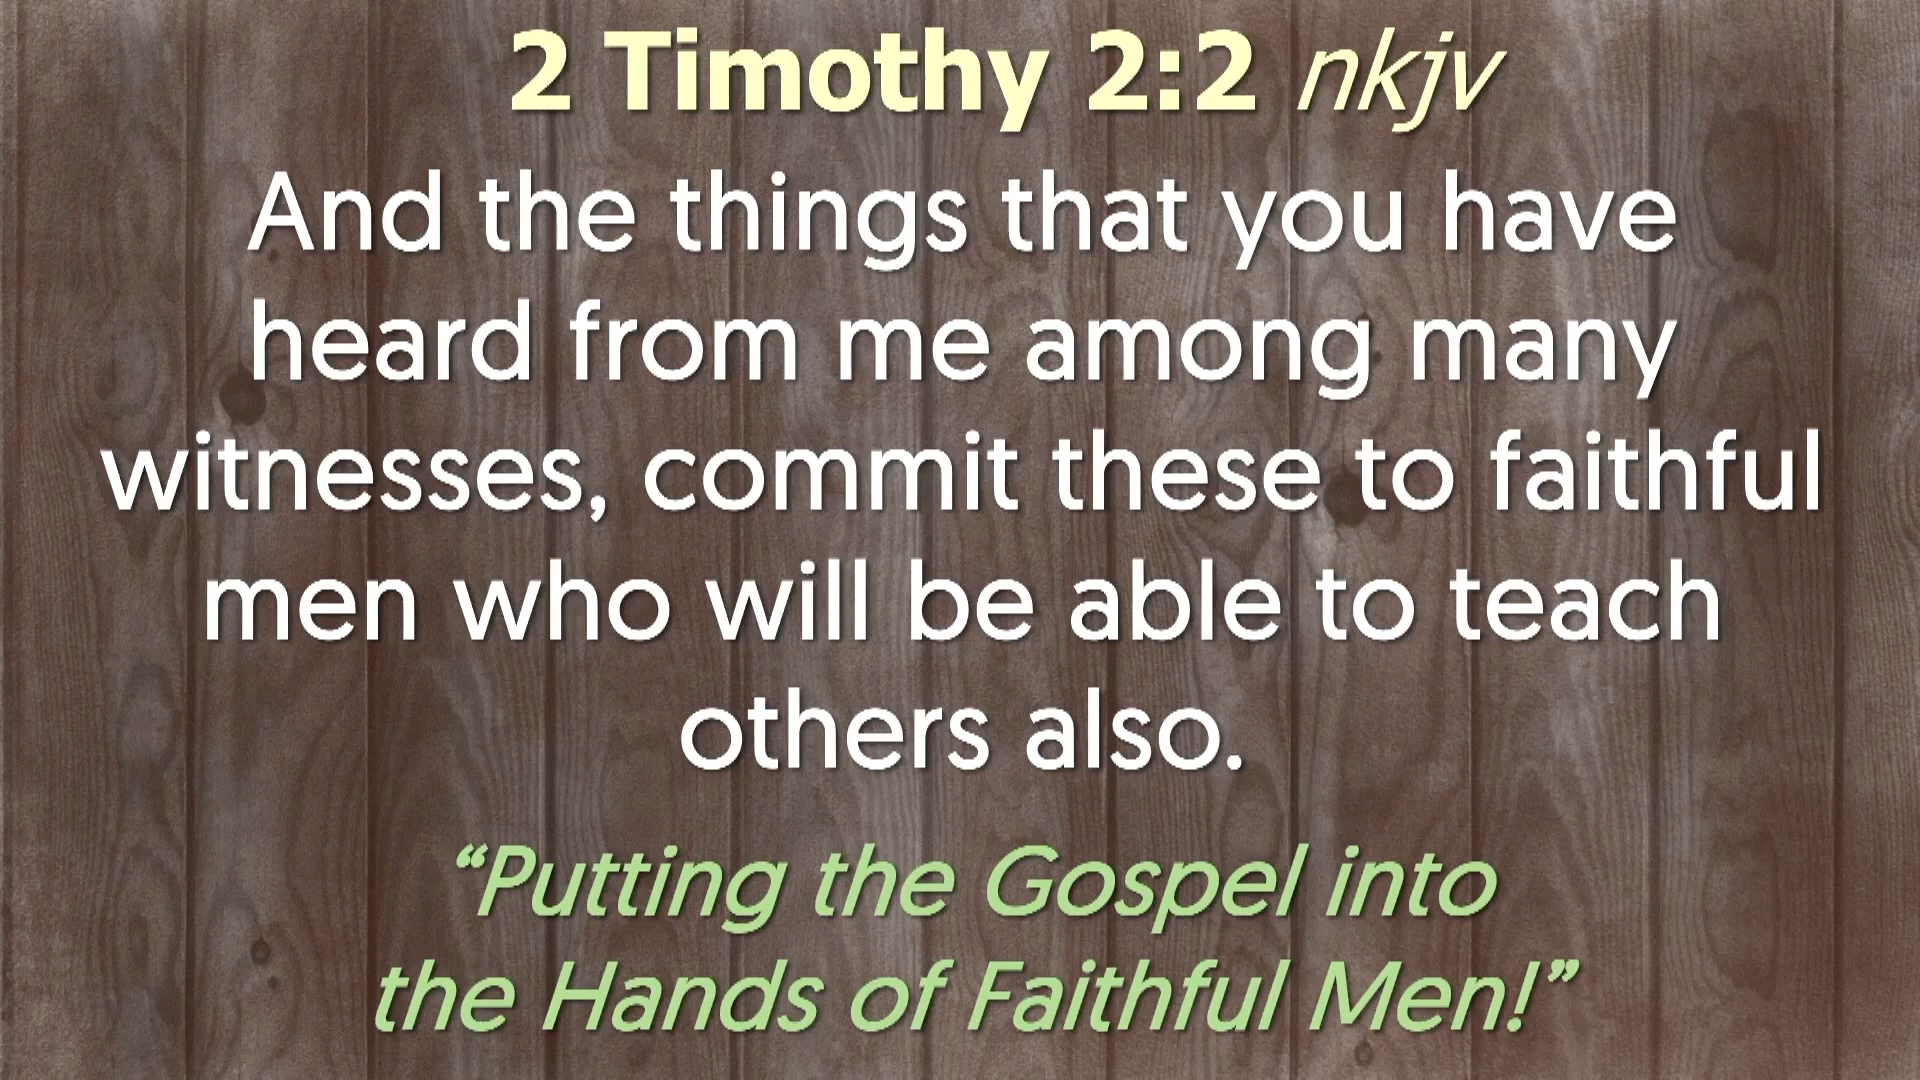 2 Timothy 2:2 nkjv
And the things that you have
heard from me among many
witnesses, commit these to faithful
men who will be able to teach
others also.
“Putting the Gospel into
the Hands of Faithful Men!”